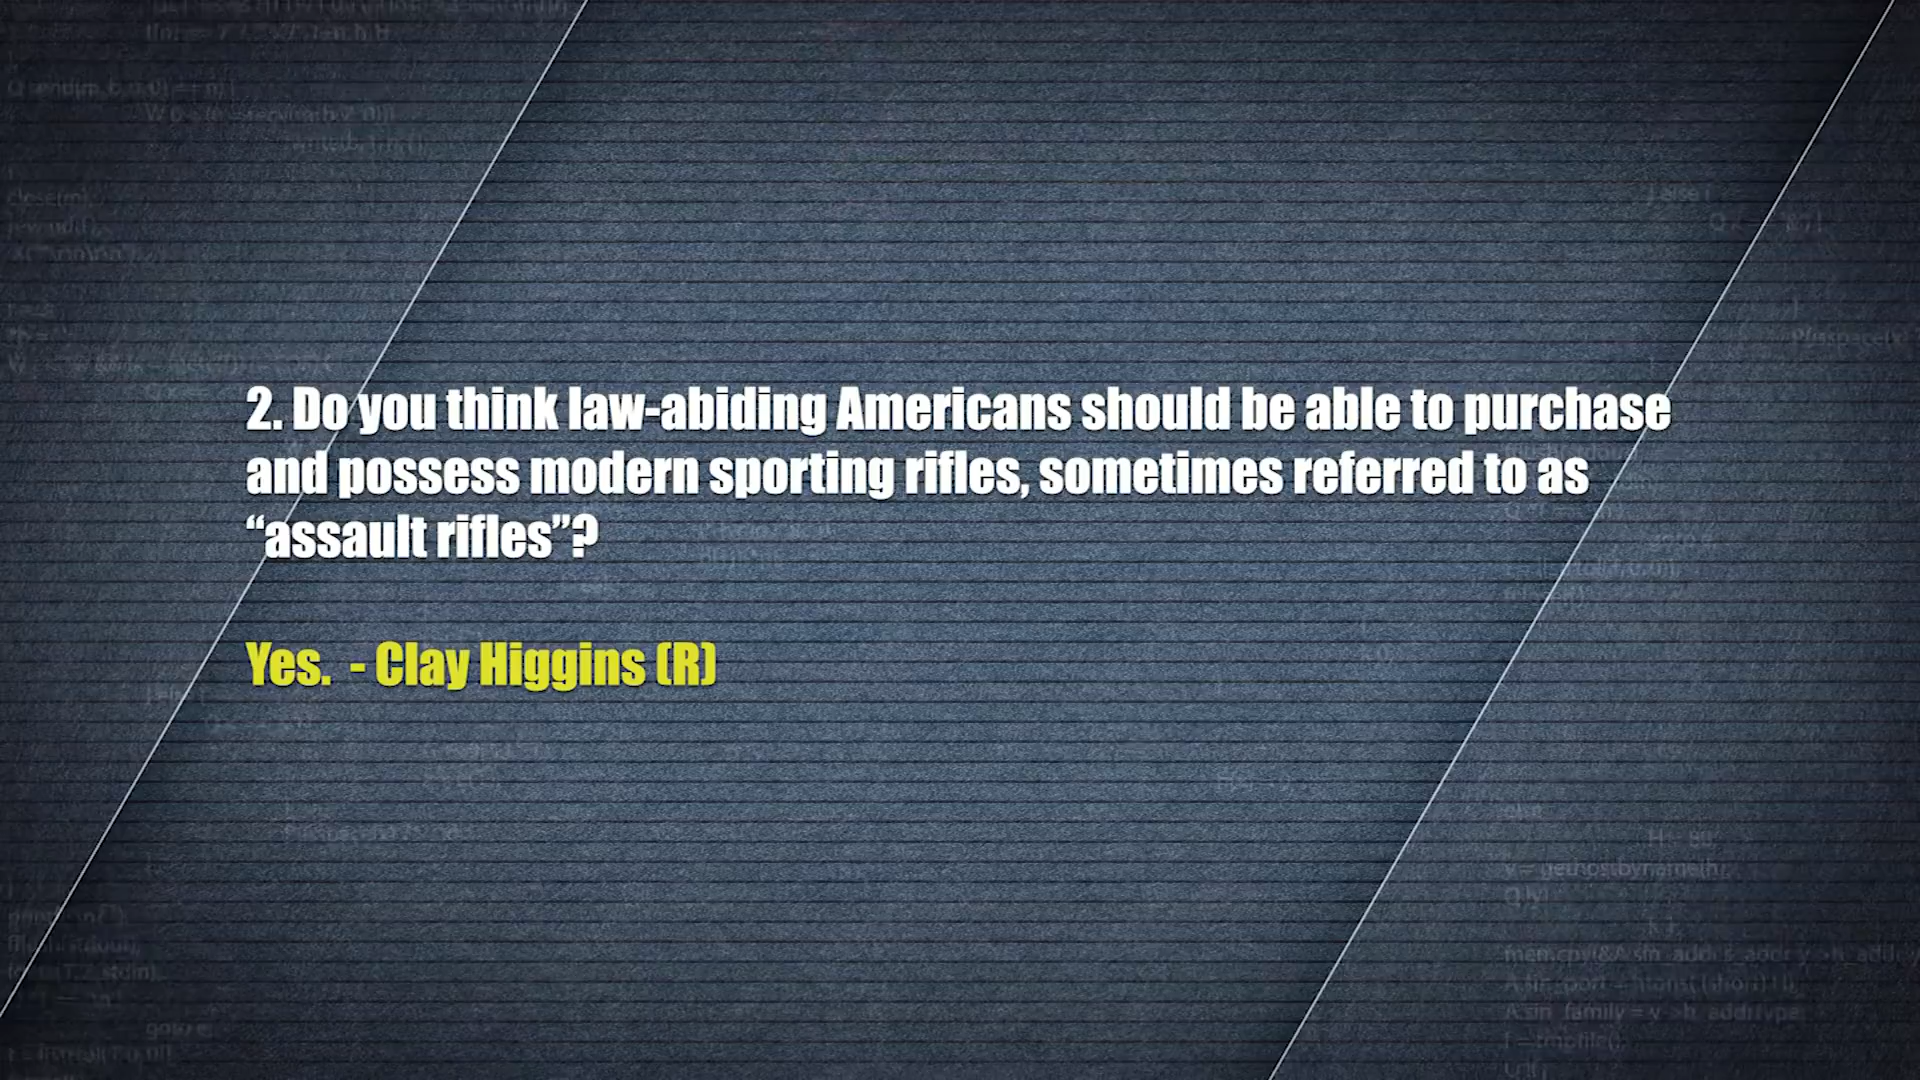 2. Do you think law-abiding Americans should be able to purchase
and possess modern sporting rifles, sometimes referred to as
“assault rifles”?
Yes.  - Clay Higgins (R)